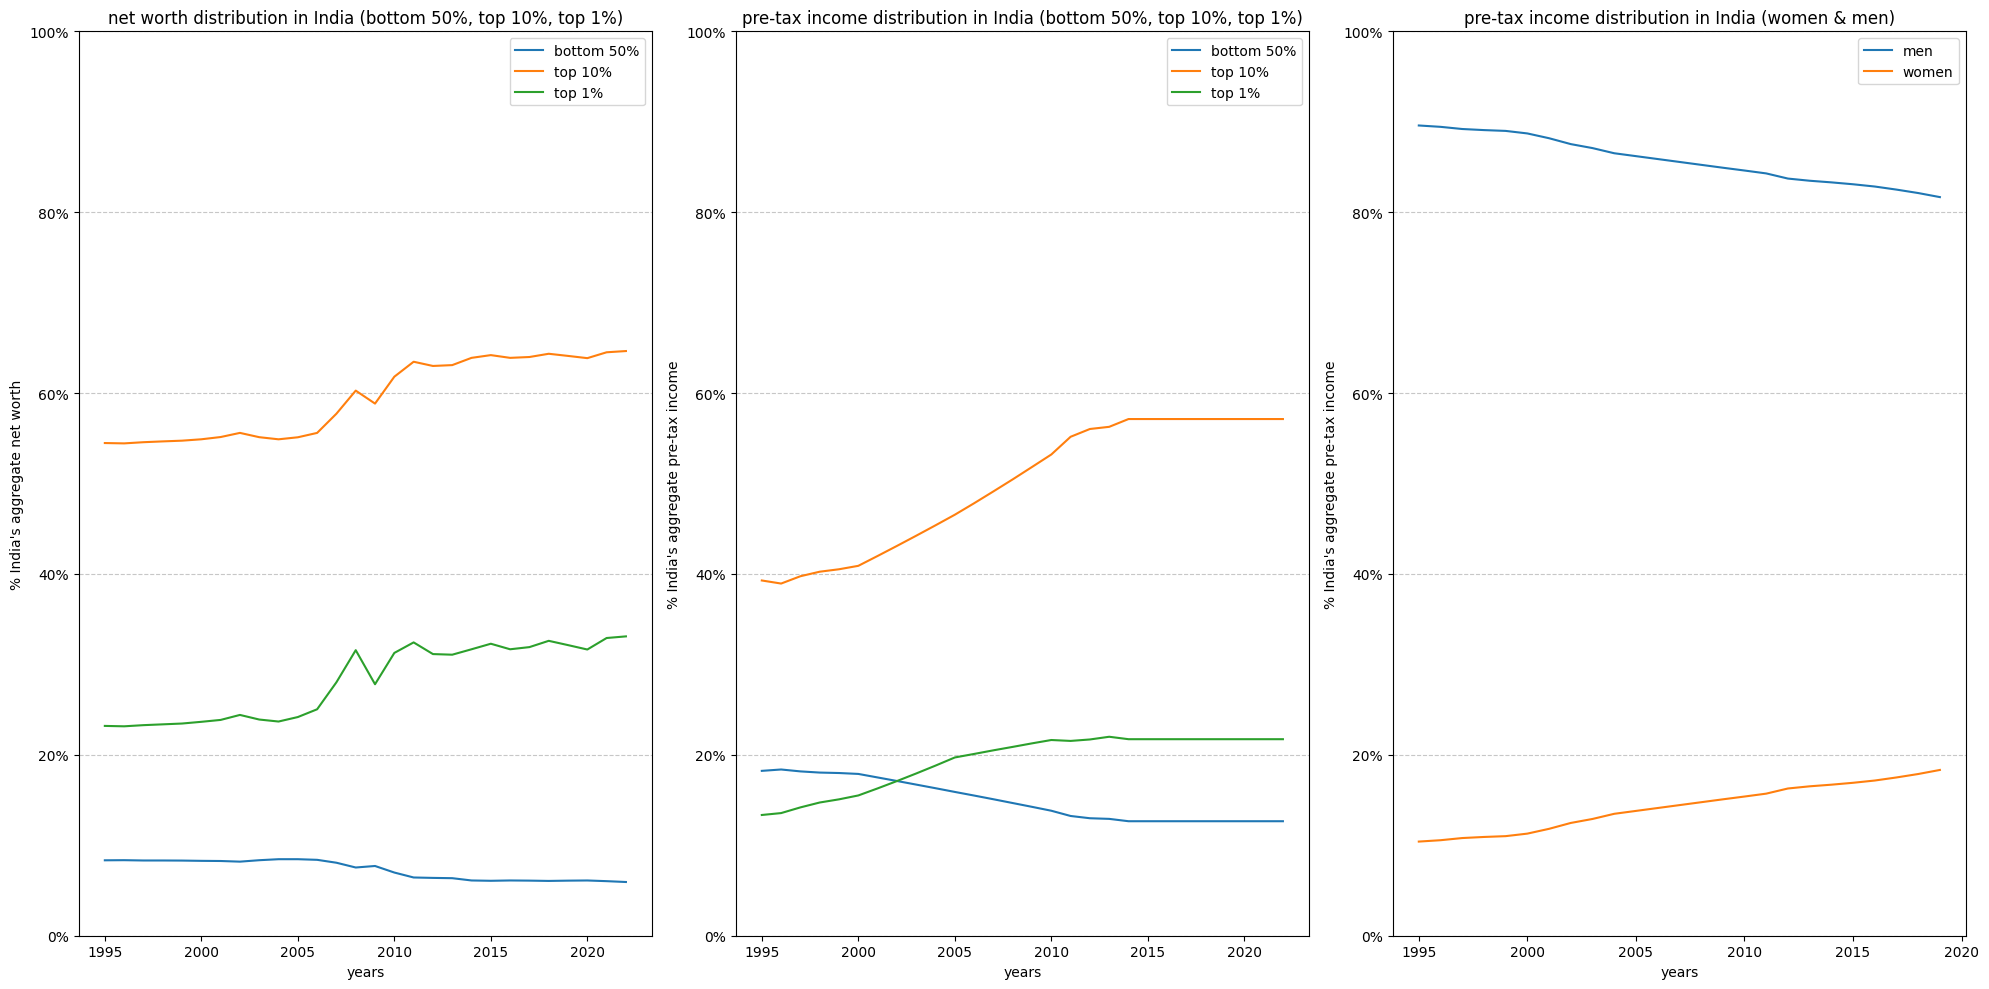 net worth distribution in India (bottom 50%, top 10%, top 1%)
100%
80%
60%
40%
20%
0%
% India's aggregate net worth
bottom 50%
top 10%
top 1%
1995
2000
2005
2010
2015
2020
years
pre-tax income distribution in India (bottom 50%, top 10%, top 1%)
100%
80%
60%
40%
20%
0%
% India's aggregate pre-tax income
bottom 50%
top 10%
top 1%
1995
2000
2005
2010
2015
2020
years
pre-tax income distribution in India (women & men)
100%
80%
60%
40%
20%
0%
% India's aggregate pre-tax income
men
women
1995
2000
2005
2010
2015
2020
years